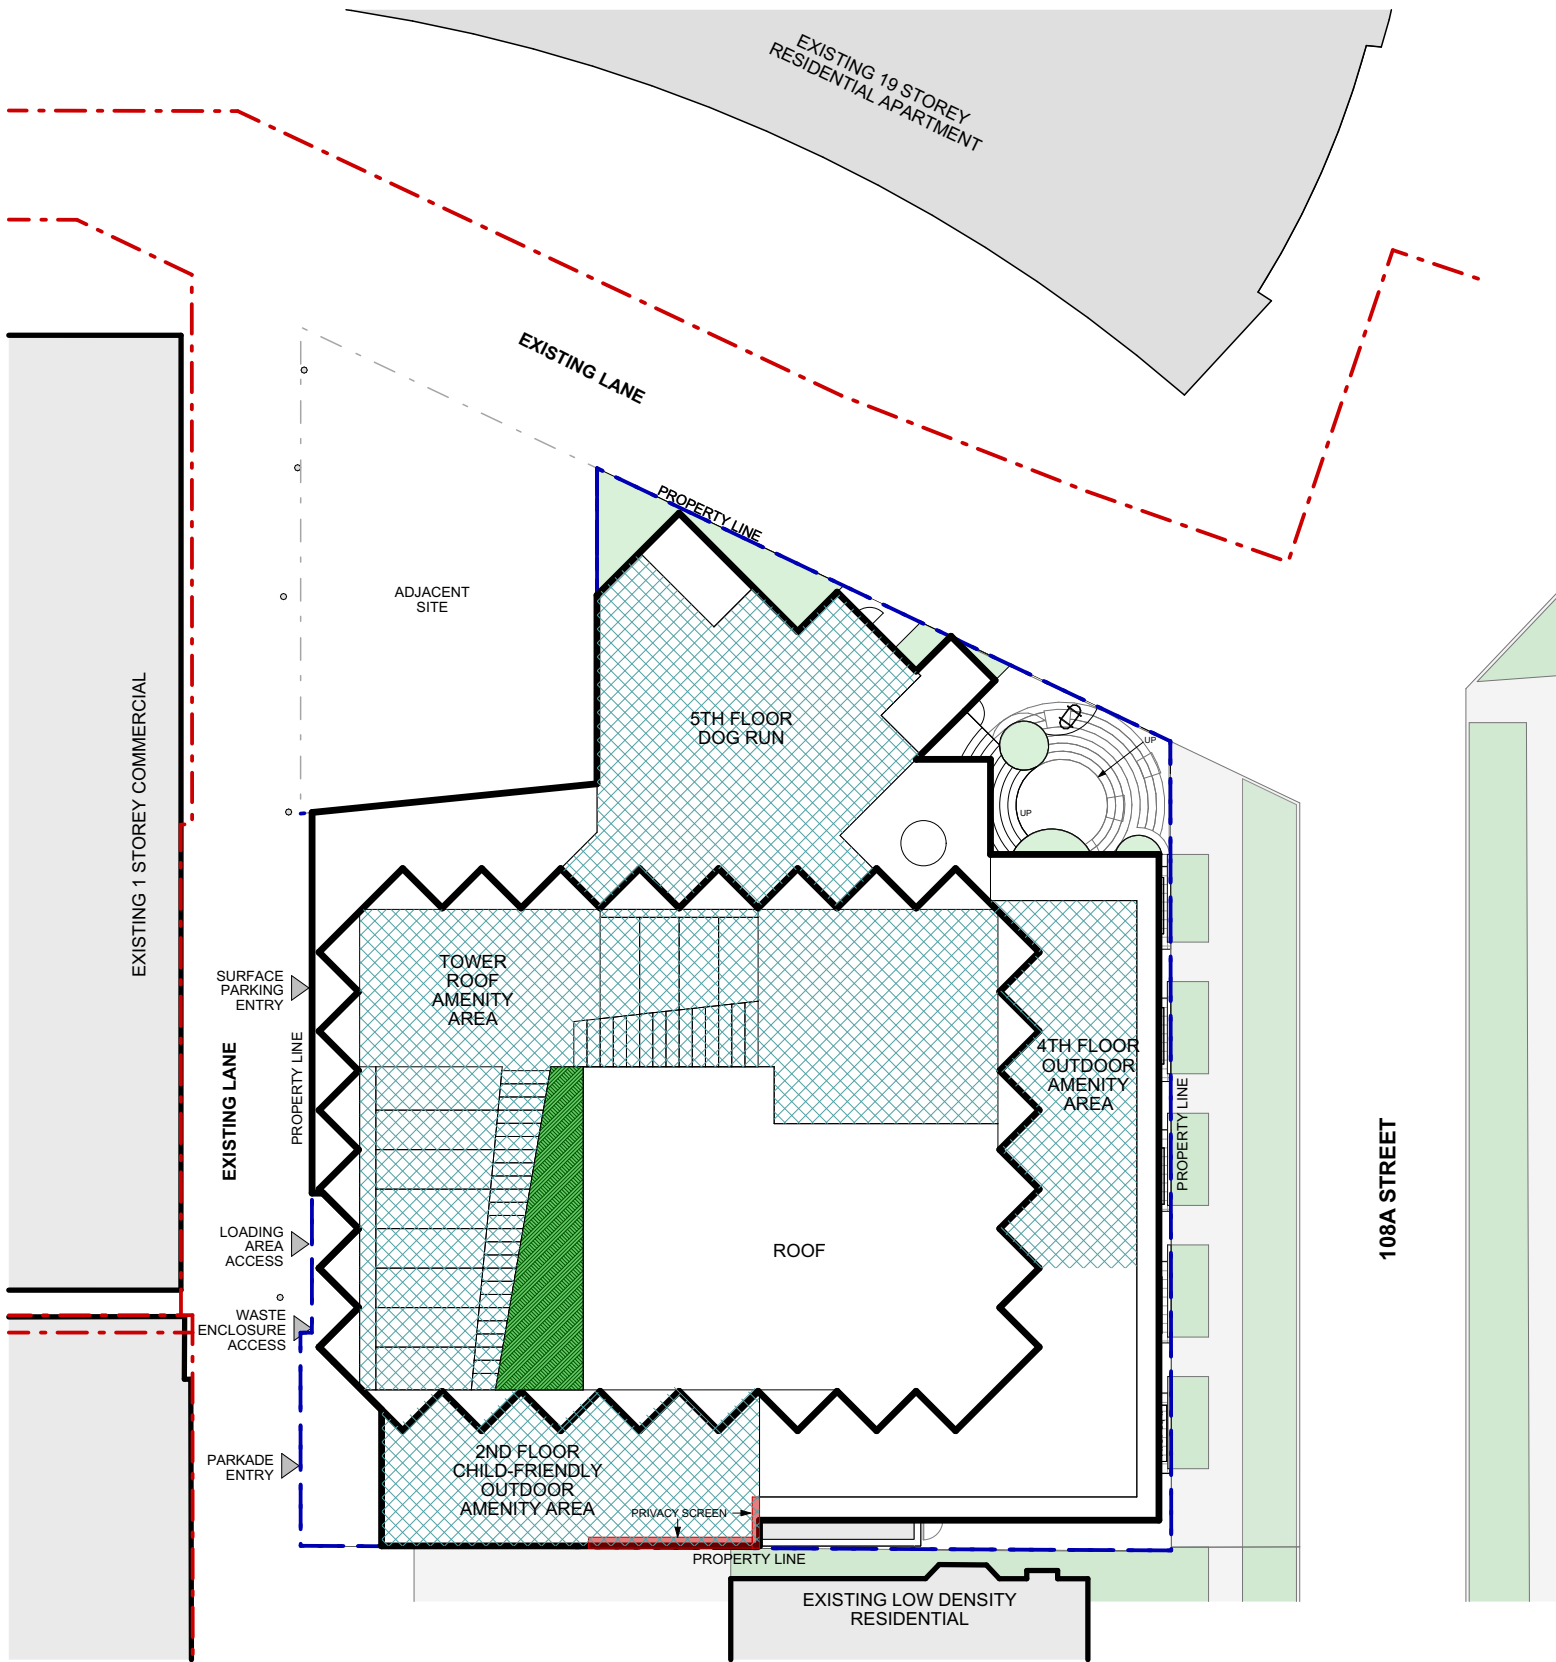 EXISTING 19 STOREY
RESIDENTIAL APARTMENT
EXISTING LANE
PROPERTY LINE
ADJACENT
SITE
EXISTING 1 STOREY COMMERCIAL
5TH FLOOR
DOG RUN
UP
UP
TOWER
ROOF
AMENITY
AREA
SURFACE
PARKING
ENTRY
EXISTING LANE
PROPERTY LINE
4TH FLOOR
OUTDOOR
AMENITY
AREA
PROPERTY LINE
108A STREET
LOADING
AREA
ACCESS
ROOF
WASTE
ENCLOSURE
ACCESS
PARKADE
ENTRY
2ND FLOOR
CHILD-FRIENDLY
OUTDOOR
AMENITY AREA
PRIVACY SCREEN
PROPERTY LINE
EXISTING LOW DENSITY
RESIDENTIAL